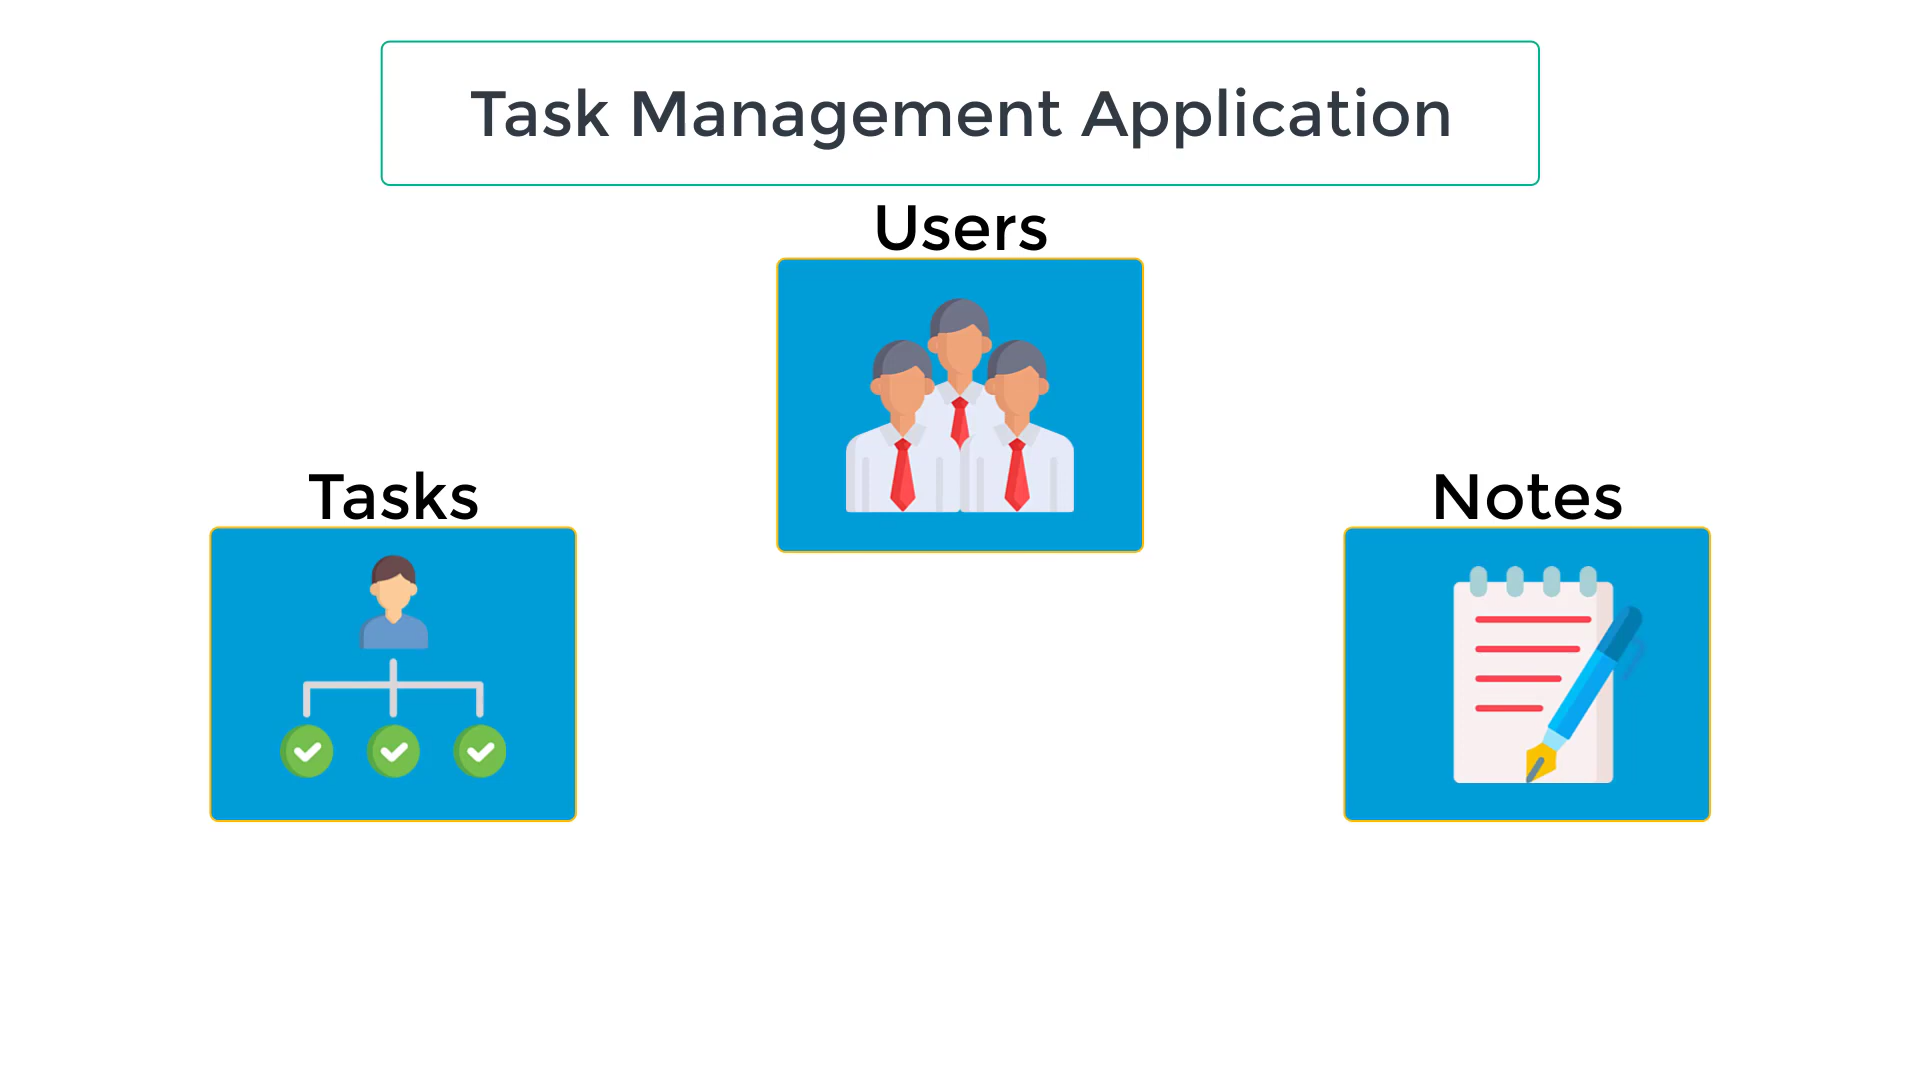 Task Management Application
Users
Tasks
Notes